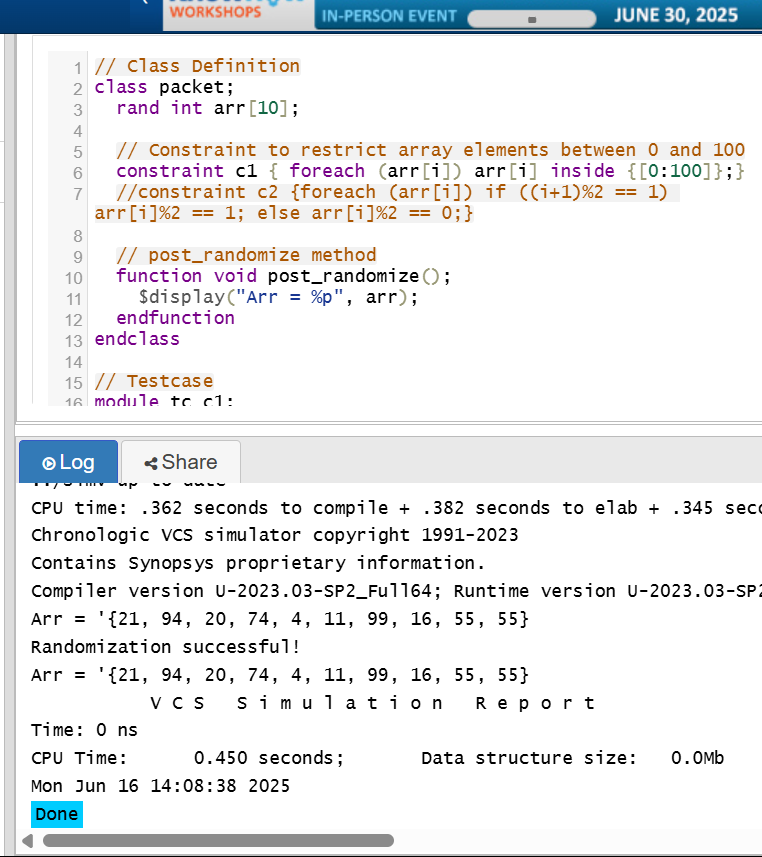 WORKSHOPS
IN-PERSON EVENT
JUNE 30, 2025
1 // Class Definition
2 class packet;
3 rand int arr[10];
4
5 // Constraint to restrict array elements between 0 and 100
6 constraint c1 { foreach (arr[i]) arr[i] inside {[0:100]};}
7 //constraint c2 {foreach (arr[i]) if ((i+1)%2 == 1)
arr[i]%2 == 1; else arr[i]%2 == 0;}
8
9 // post_randomize method
10 function void post_randomize();
11 $display("Arr = %p", arr);
12 endfunction
13 endclass
14
15 // Testcase
16 module tc_c1;
Log
Share
../simv up to date
CPU time: .362 seconds to compile + .382 seconds to elab + .345 seco
Chronologic VCS simulator copyright 1991-2023
Contains Synopsys proprietary information.
Compiler version U-2023.03-SP2_Full64; Runtime version U-2023.03-SP2
Arr = '{21, 94, 20, 74, 4, 11, 99, 16, 55, 55}
Randomization successful!
Arr = '{21, 94, 20, 74, 4, 11, 99, 16, 55, 55}
V C S S i m u l a t i o n R e p o r t
Time: 0 ns
CPU Time: 0.450 seconds; Data structure size: 0.0Mb
Mon Jun 16 14:08:38 2025
Done